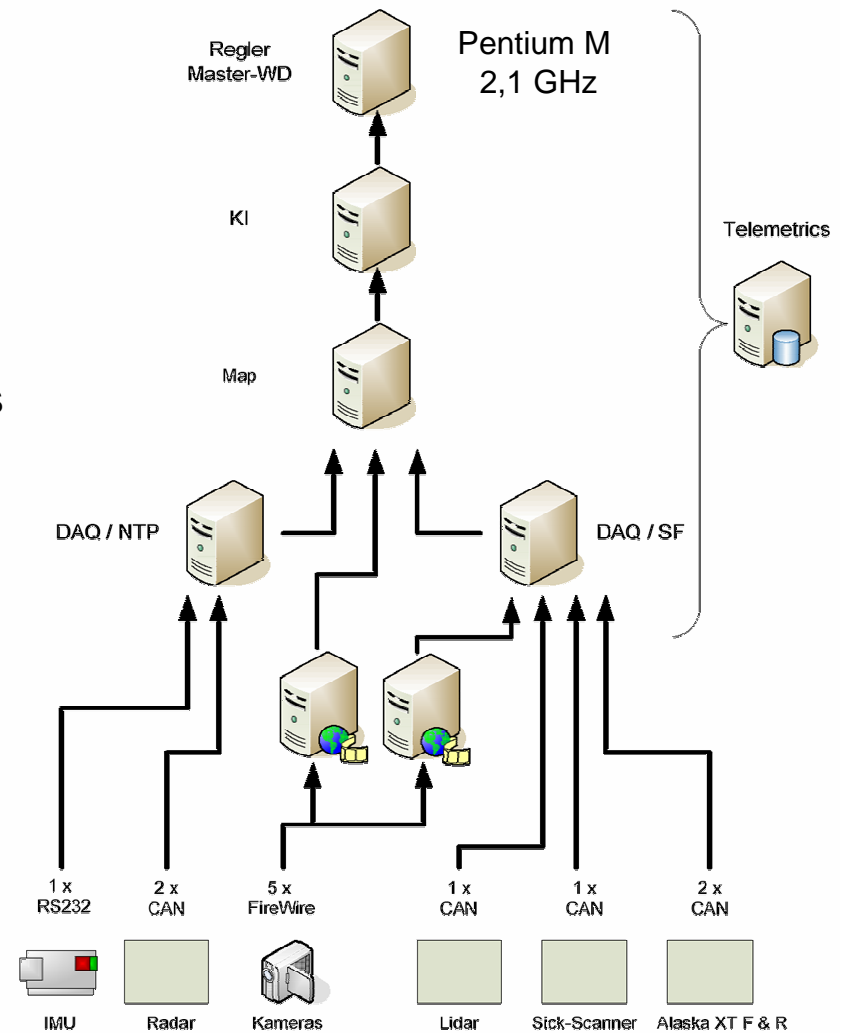 Regler
Master-WD
Pentium M
2,1 GHz
KI
Telemetrics
Map
s
DAQ / NTP
DAQ / SF
1 x
RS232
2 x
CAN
5 x
FireWire
1 x
CAN
1 x
CAN
2 x
CAN
IMU
Radar
Kameras
Lidar
Sick-Scanner
Alaska XT F & R